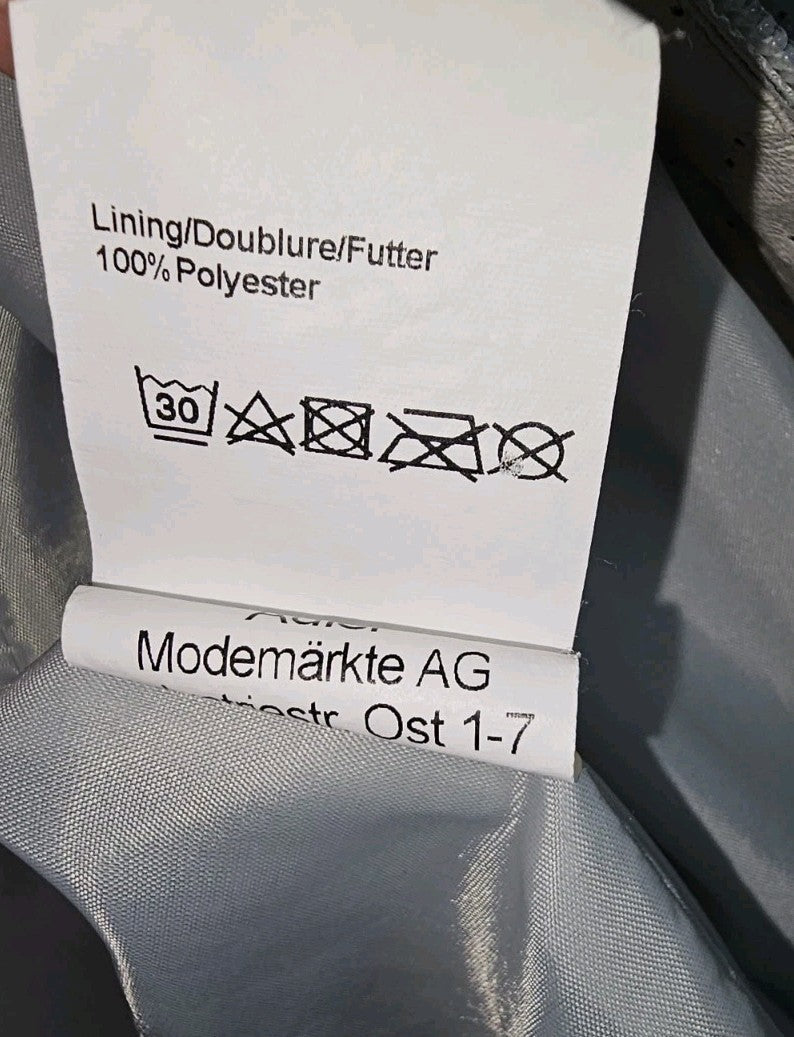 Lining/Doublure/Futter
100% Polyester
30
Modemärkte AG
Ost 1-7